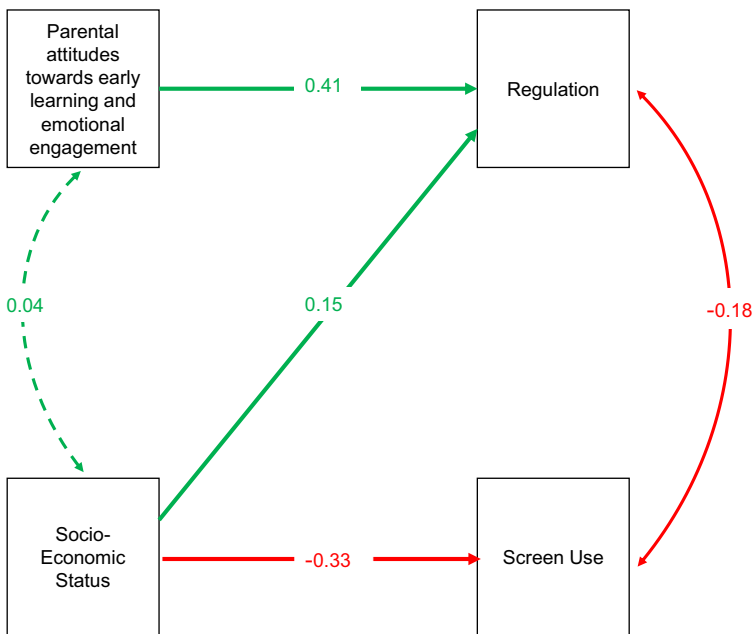 Parental
attitudes
towards early
learning and
emotional
engagement
0.41
Regulation
0.04
0.15
-0.18
Socio-
Economic
Status
-0.33
Screen Use